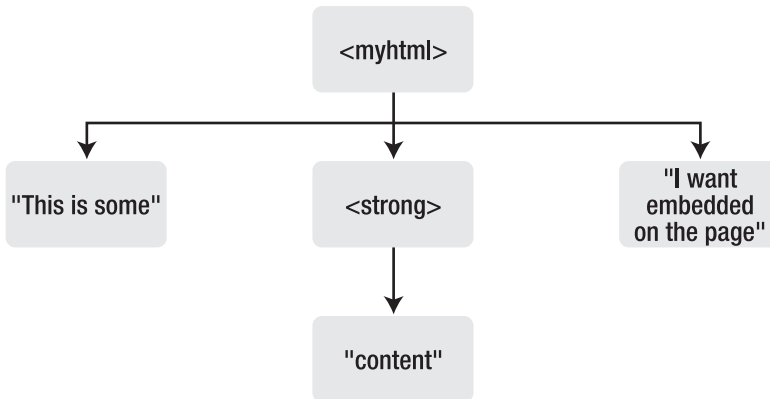 <myhtml>
"This is some"
<strong>
"I want
embedded
on the page"
"content"